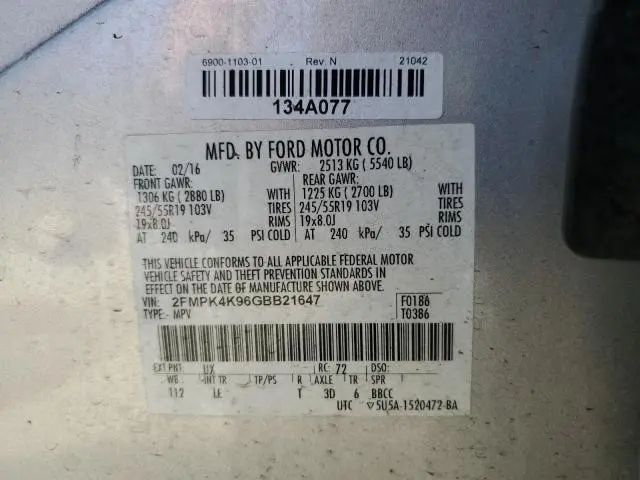 6900-1103-01 Rev. N 21042
134A077
MFD. BY FORD MOTOR CO.
DATE: 02/16 GVWR: 2513 KG ( 5540 LB)
FRONT GAWR: REAR GAWR:
1306 KG ( 2880 LB) WITH 1225 KG ( 2700 LB) WITH
245/55R19 103V TIRES 245/55R19 103V TIRES
19x8.0J RIMS 19x8.0J RIMS
AT 240 kPa/ 35 PSI COLD AT 240 kPa/ 35 PSI COLD
THIS VEHICLE CONFORMS TO ALL APPLICABLE FEDERAL MOTOR
VEHICLE SAFETY AND THEFT PREVENTION STANDARDS IN
EFFECT ON THE DATE OF MANUFACTURE SHOWN ABOVE.
VIN: 2FMPK4K96GBB21647 F0186
TYPE: MPV T0386
EXT PNT: UX RC: 72 DSO:
WB INT TR TP/PS R AXLE TR SPR
112 LE T 3D 6 BBCC
UTC ▽5U5A-1520472-BA